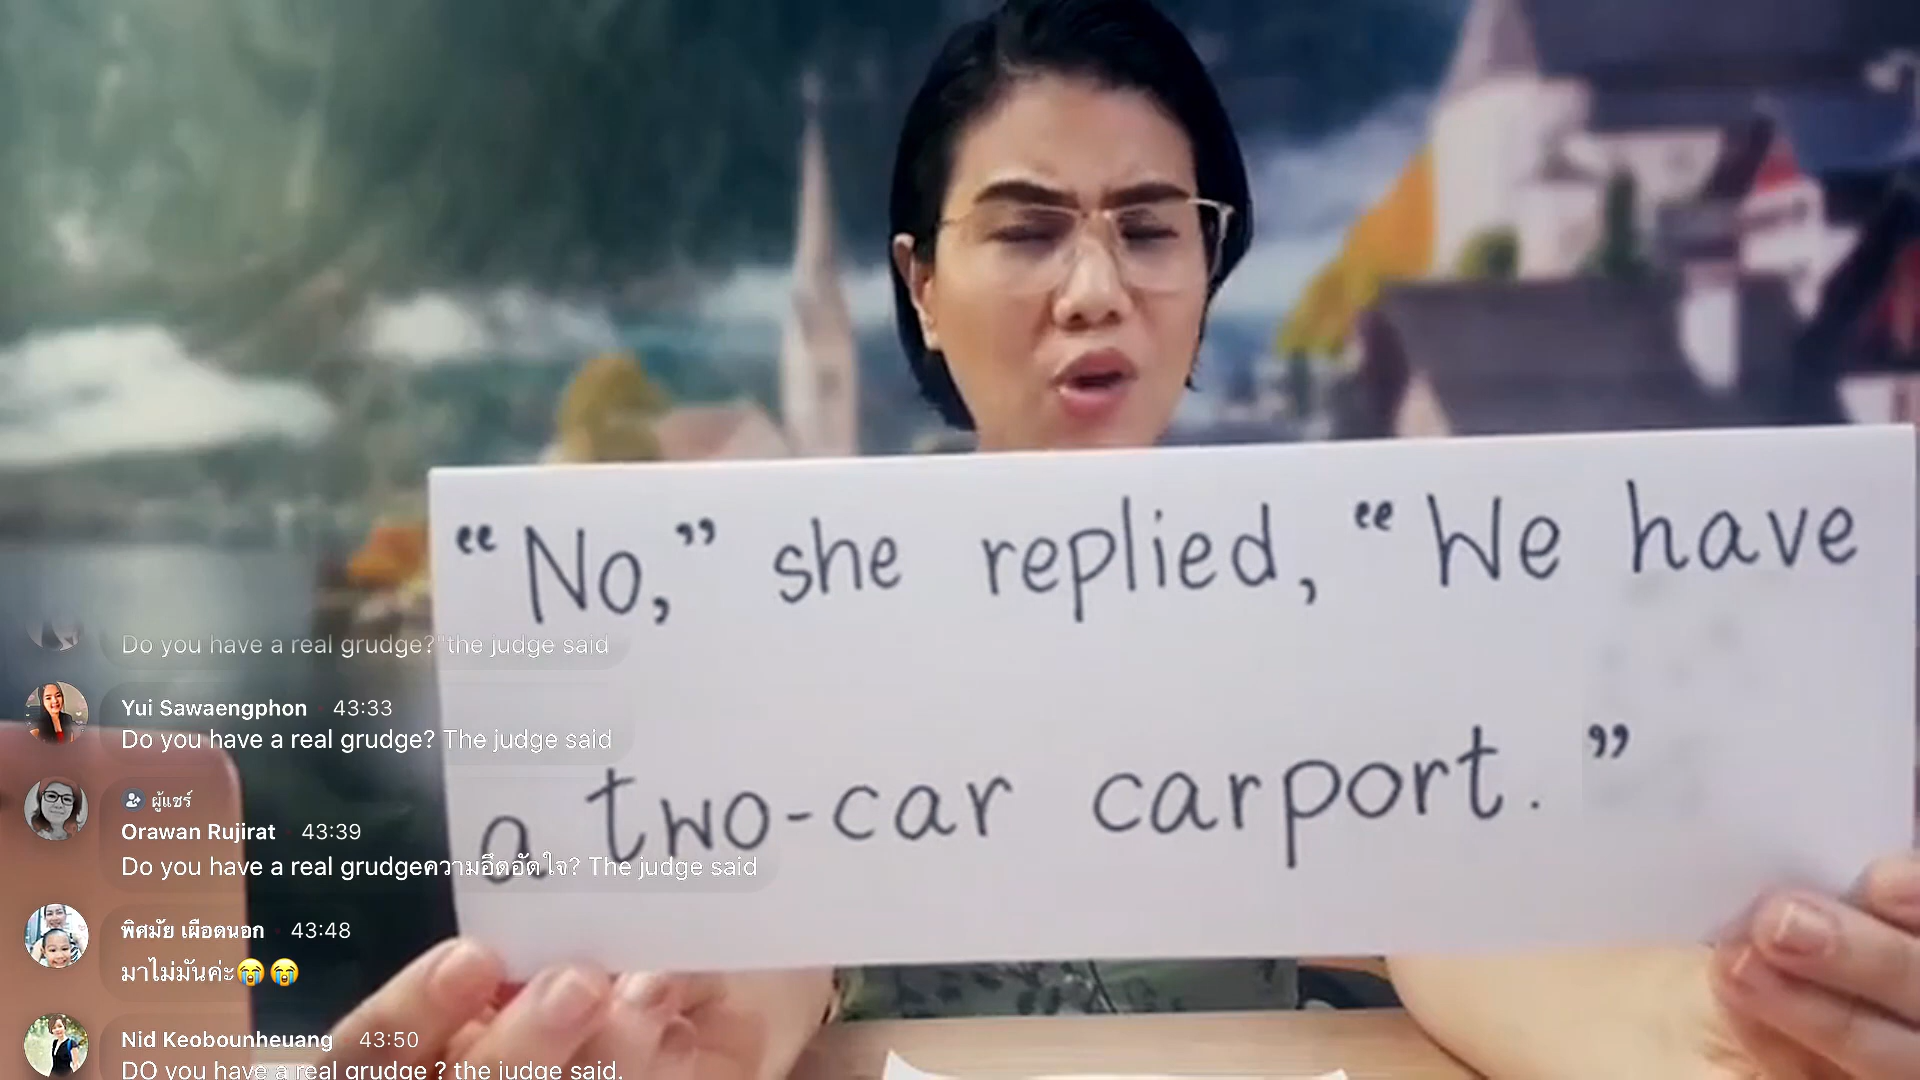 “No,” she replied, “We have
a two-car carport.”
Do you have a real grudge?"the judge said
Yui Sawaengphon 43:33
Do you have a real grudge? The judge said
ผู้แชร์
Orawan Rujirat 43:39
Do you have a real grudgeความอึดอัดใจ? The judge said
พิศมัย เผือดนอก 43:48
มาไม่มันค่ะ😭😭
Nid Keobounheuang 43:50
DO you have a real grudge ? the judge said.